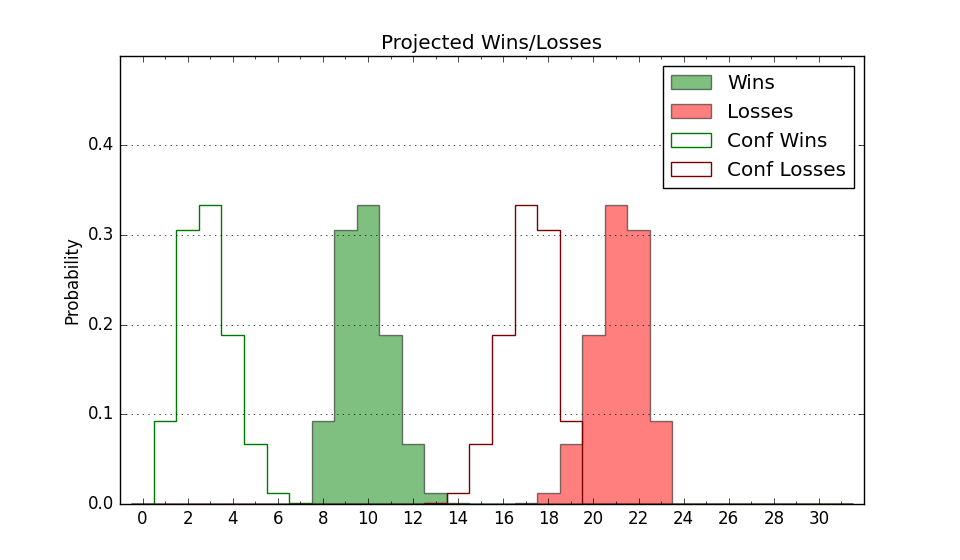 Projected Wins/Losses
Wins
Losses
Conf Wins
Conf Losses
Probability
0.4
0.3
0.2
0.1
0.0
0 2 4 6 8 10 12 14 16 18 20 22 24 26 28 30